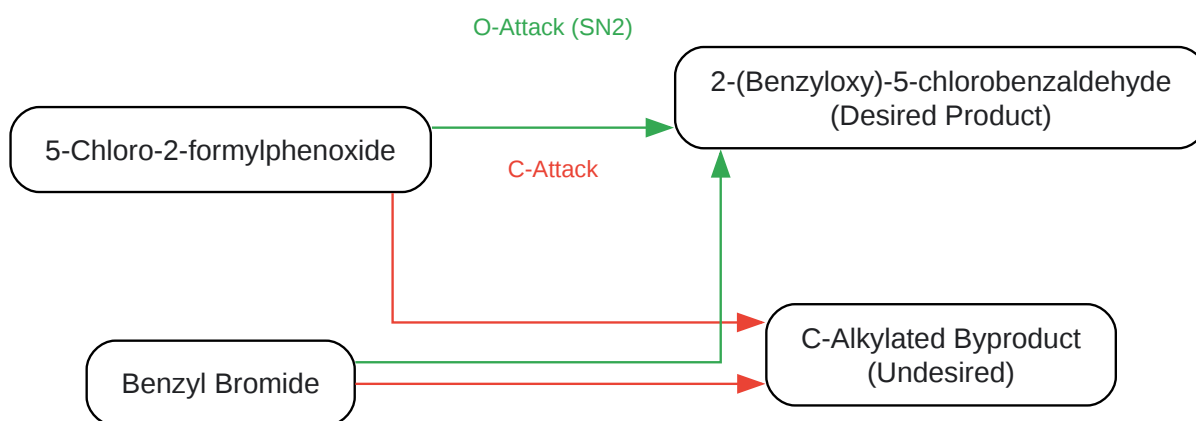 O-Attack (SN2)
2-(Benzyloxy)-5-chlorobenzaldehyde
(Desired Product)
5-Chloro-2-formylphenoxide
C-Attack
C-Alkylated Byproduct
(Undesired)
Benzyl Bromide